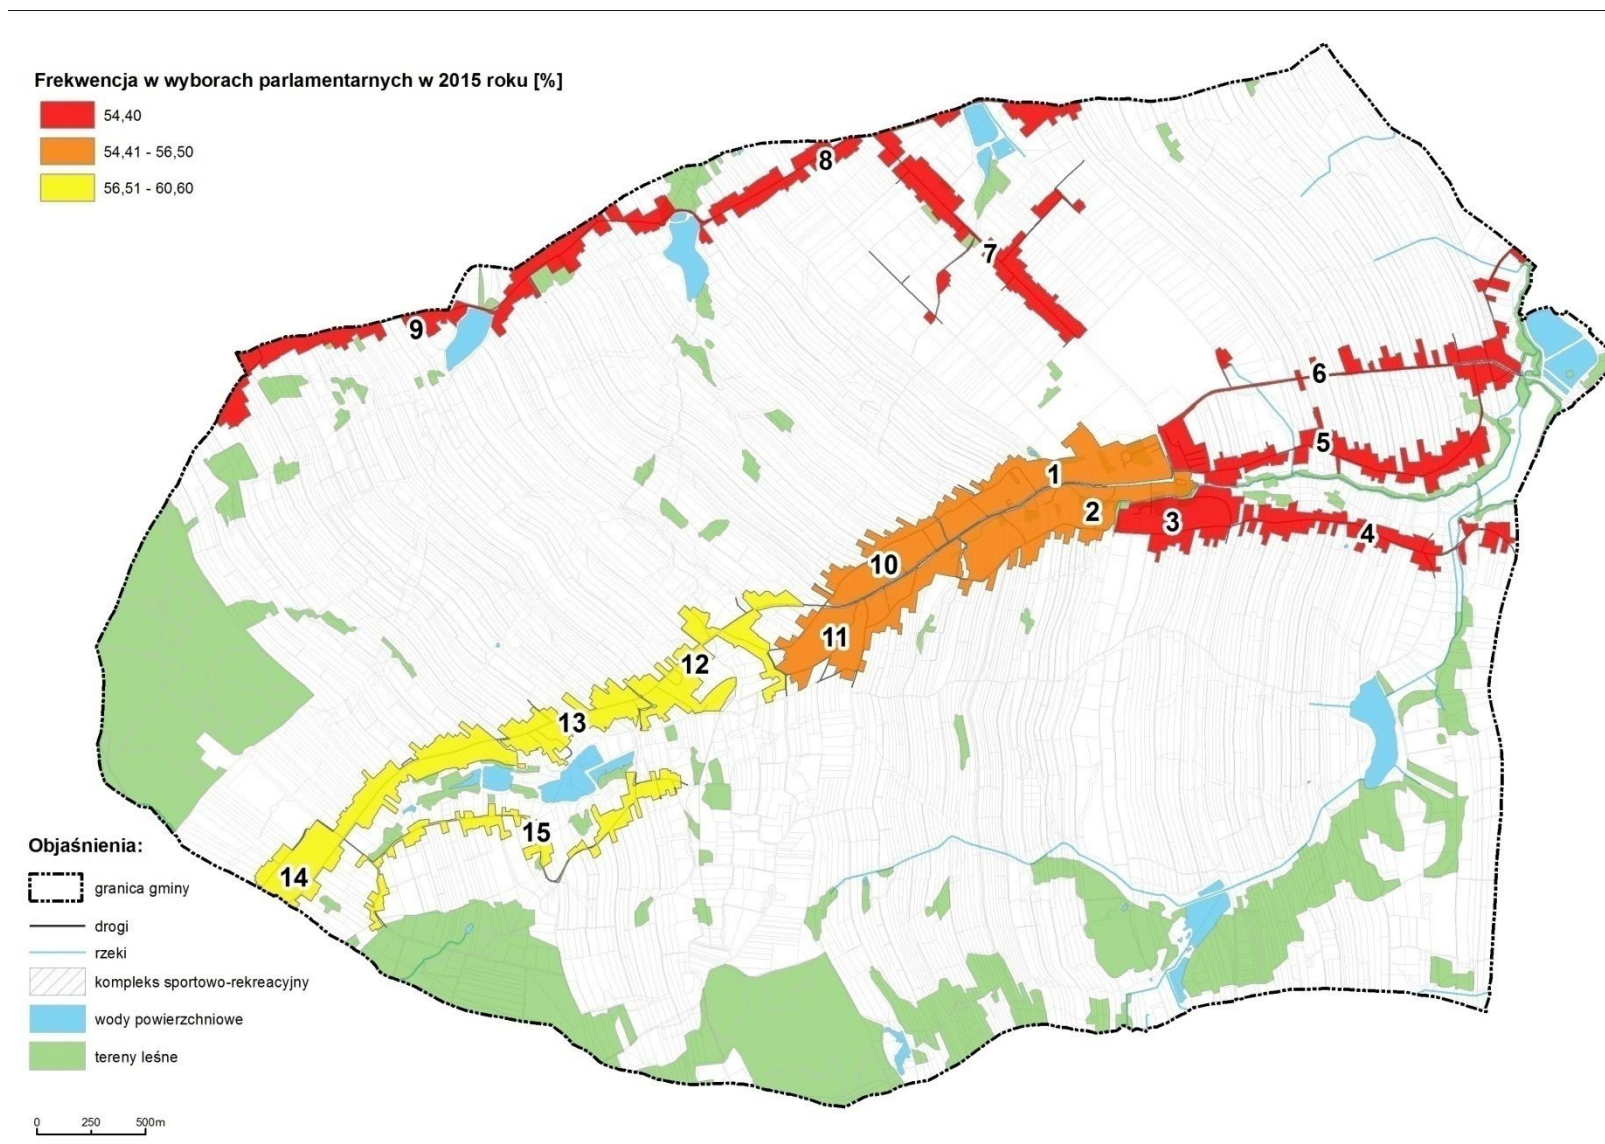 Frekwencja w wyborach parlamentarnych w 2015 roku [%]
54,40
54,41 - 56,50
56,51 - 60,60
8
7
9
6
5
1
2
3
4
10
11
12
13
15
14
Objaśnienia:
granica gminy
drogi
rzeki
kompleks sportowo-rekreacyjny
wody powierzchniowe
tereny leśne
0 250 500m